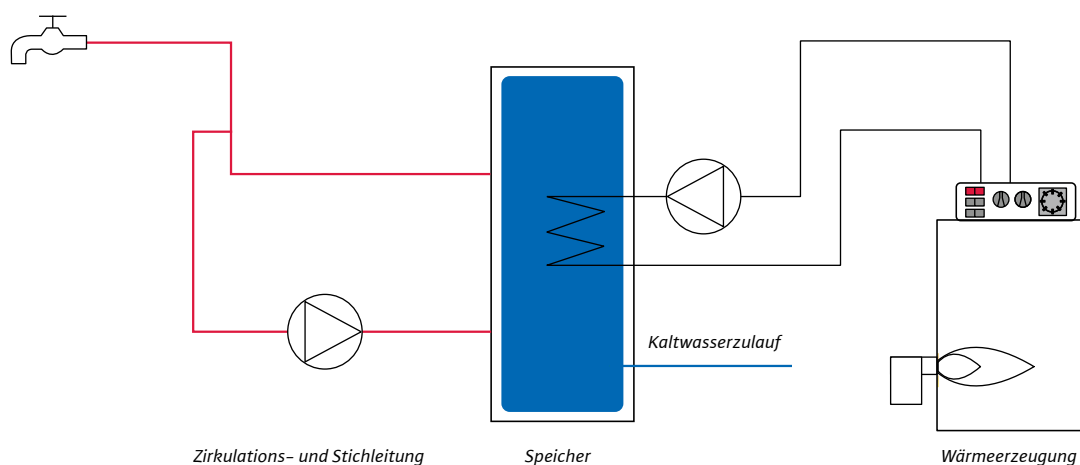 Kaltwasserzulauf
Zirkulations- und Stichleitung
Speicher
Wärmeerzeugung